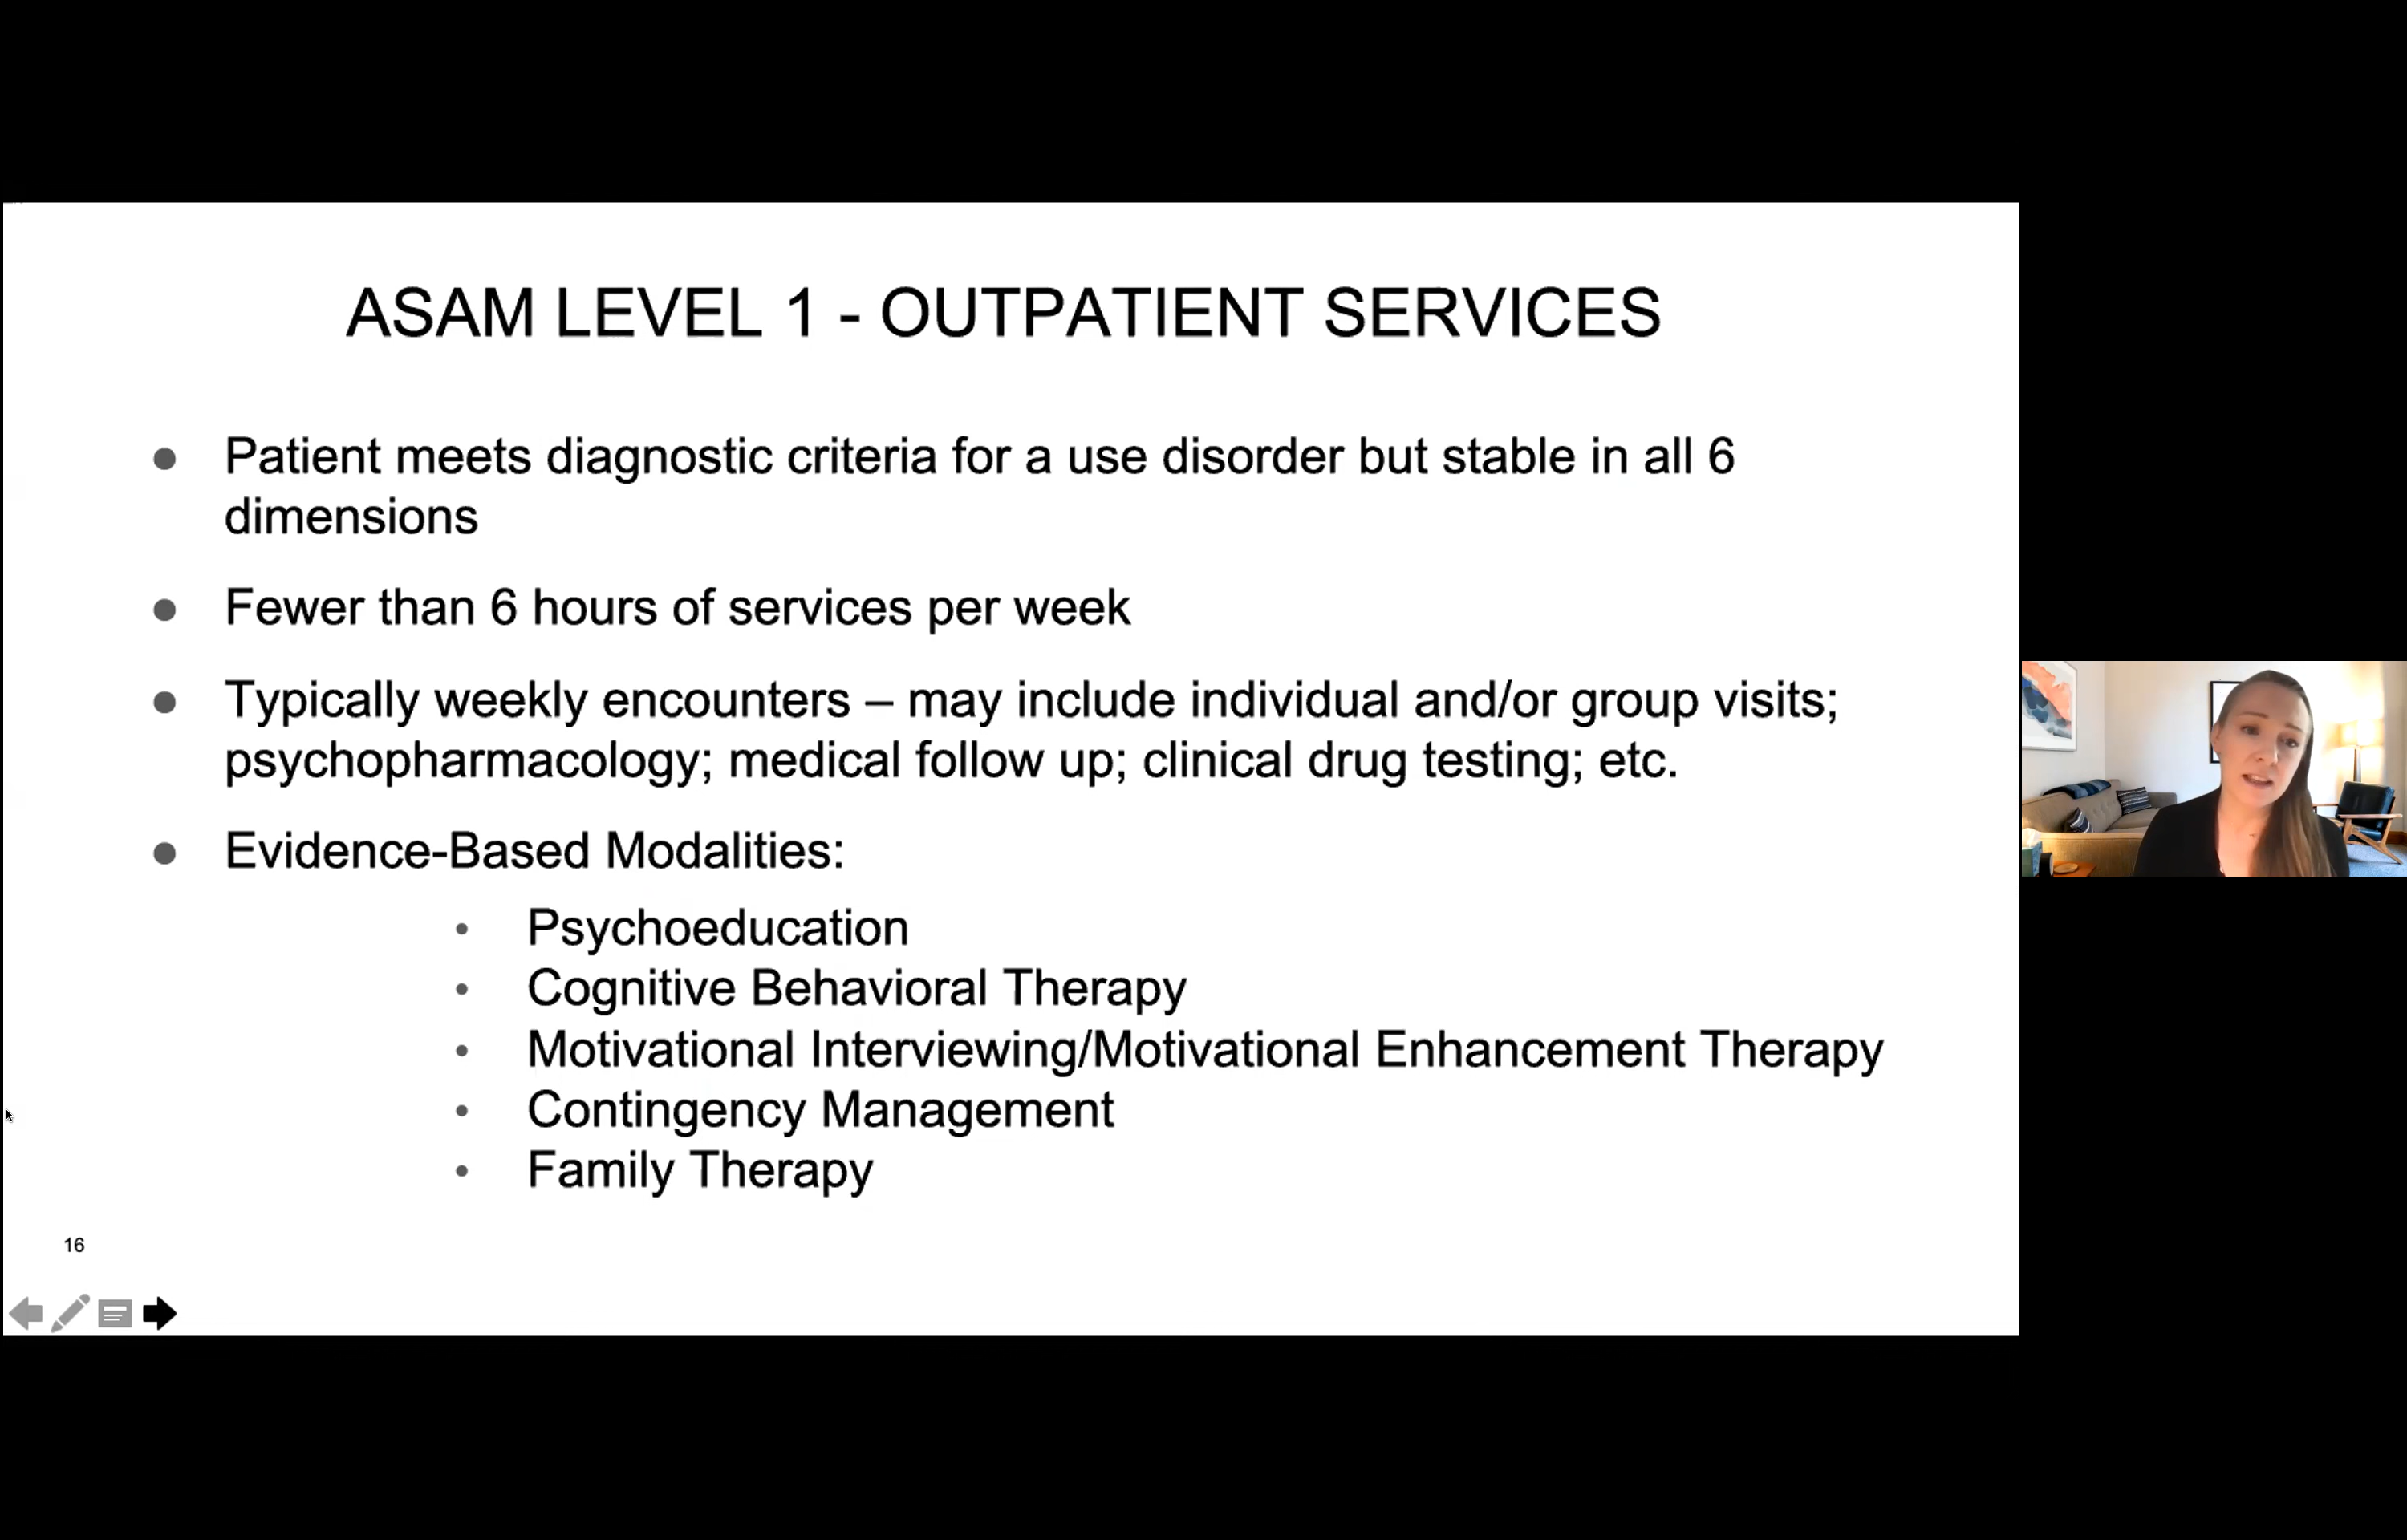 ASAM LEVEL 1 - OUTPATIENT SERVICES
Patient meets diagnostic criteria for a use disorder but stable in all 6
dimensions
Fewer than 6 hours of services per week
Typically weekly encounters – may include individual and/or group visits;
psychopharmacology; medical follow up; clinical drug testing; etc.
Evidence-Based Modalities:
Psychoeducation
Cognitive Behavioral Therapy
Motivational Interviewing/Motivational Enhancement Therapy
Contingency Management
Family Therapy
16